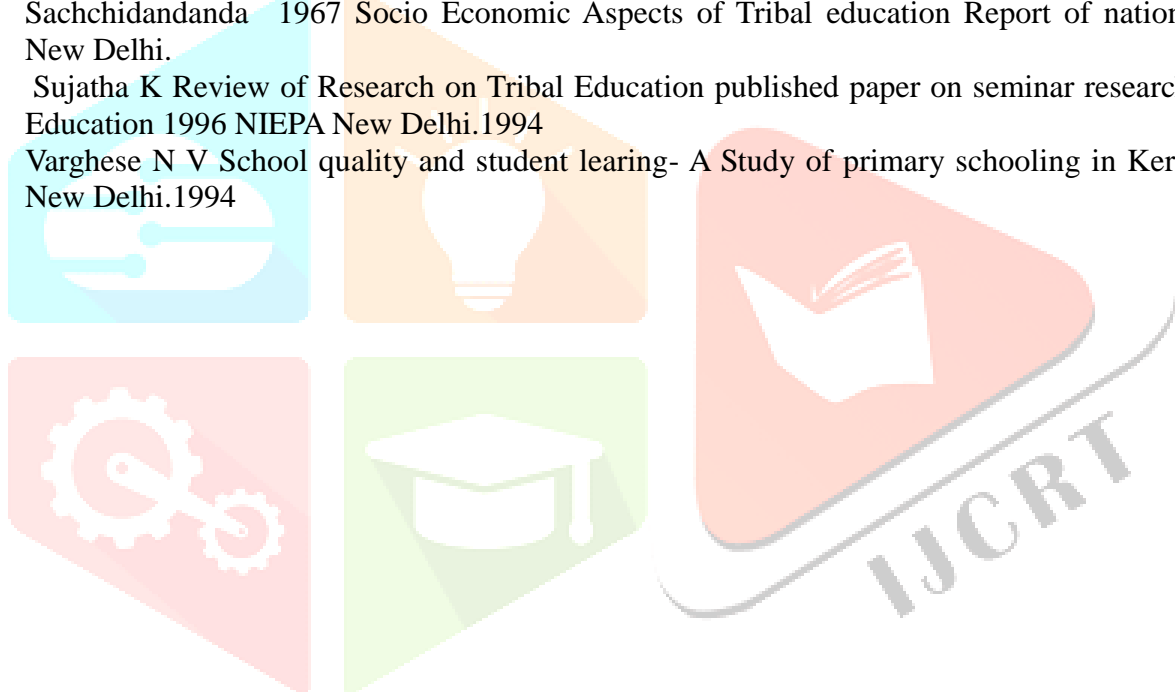 Sachchidandanda 1967 Socio Economic Aspects of Tribal education Report of nation
New Delhi.
Sujatha K Review of Research on Tribal Education published paper on seminar researc
Education 1996 NIEPA New Delhi.1994
Varghese N V School quality and student learing- A Study of primary schooling in Ker
New Delhi.1994
IJCRT